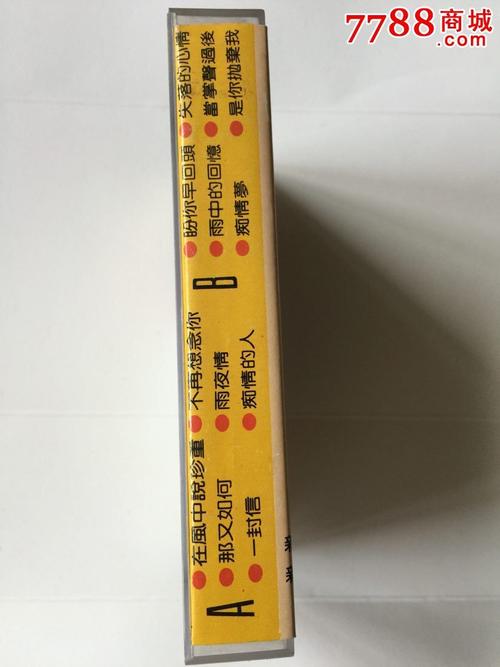 7788商城
A
在風中說珍重
那又如何
一封信
不再想念你
雨夜情
痴情的人
B
盼你早回頭
雨中的回憶
痴情夢
失落的心情
當掌聲過後
是你拋棄我